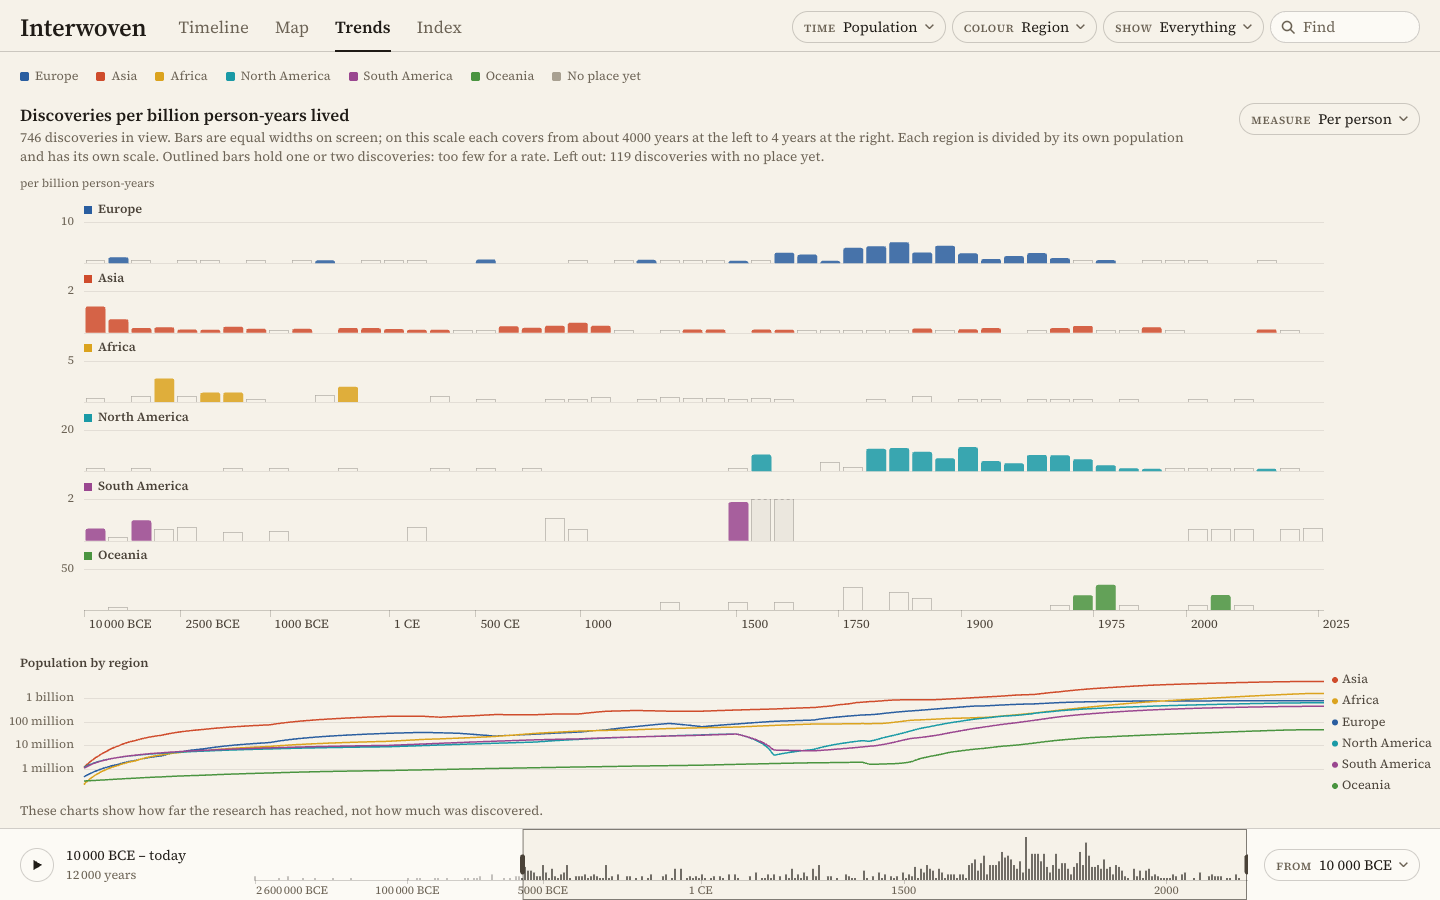 Interwoven Timeline Map Trends Index TIME Population COLOUR Region SHOW Everything Find
Europe Asia Africa North America South America Oceania No place yet
Discoveries per billion person-years lived
MEASURE Per person
746 discoveries in view. Bars are equal widths on screen; on this scale each covers from about 4000 years at the left to 4 years at the right. Each region is divided by its own population
and has its own scale. Outlined bars hold one or two discoveries: too few for a rate. Left out: 119 discoveries with no place yet.
per billion person-years
Europe
10
Asia
2
Africa
5
North America
20
South America
2
Oceania
50
10 000 BCE 2500 BCE 1000 BCE 1 CE 500 CE 1000 1500 1750 1900 1975 2000 2025
Population by region
1 billion
100 million
10 million
1 million
Asia
Africa
Europe
North America
South America
Oceania
These charts show how far the research has reached, not how much was discovered.
10 000 BCE – today
12 000 years
2 600 000 BCE 100 000 BCE 5000 BCE 1 CE 1500 2000
FROM 10 000 BCE